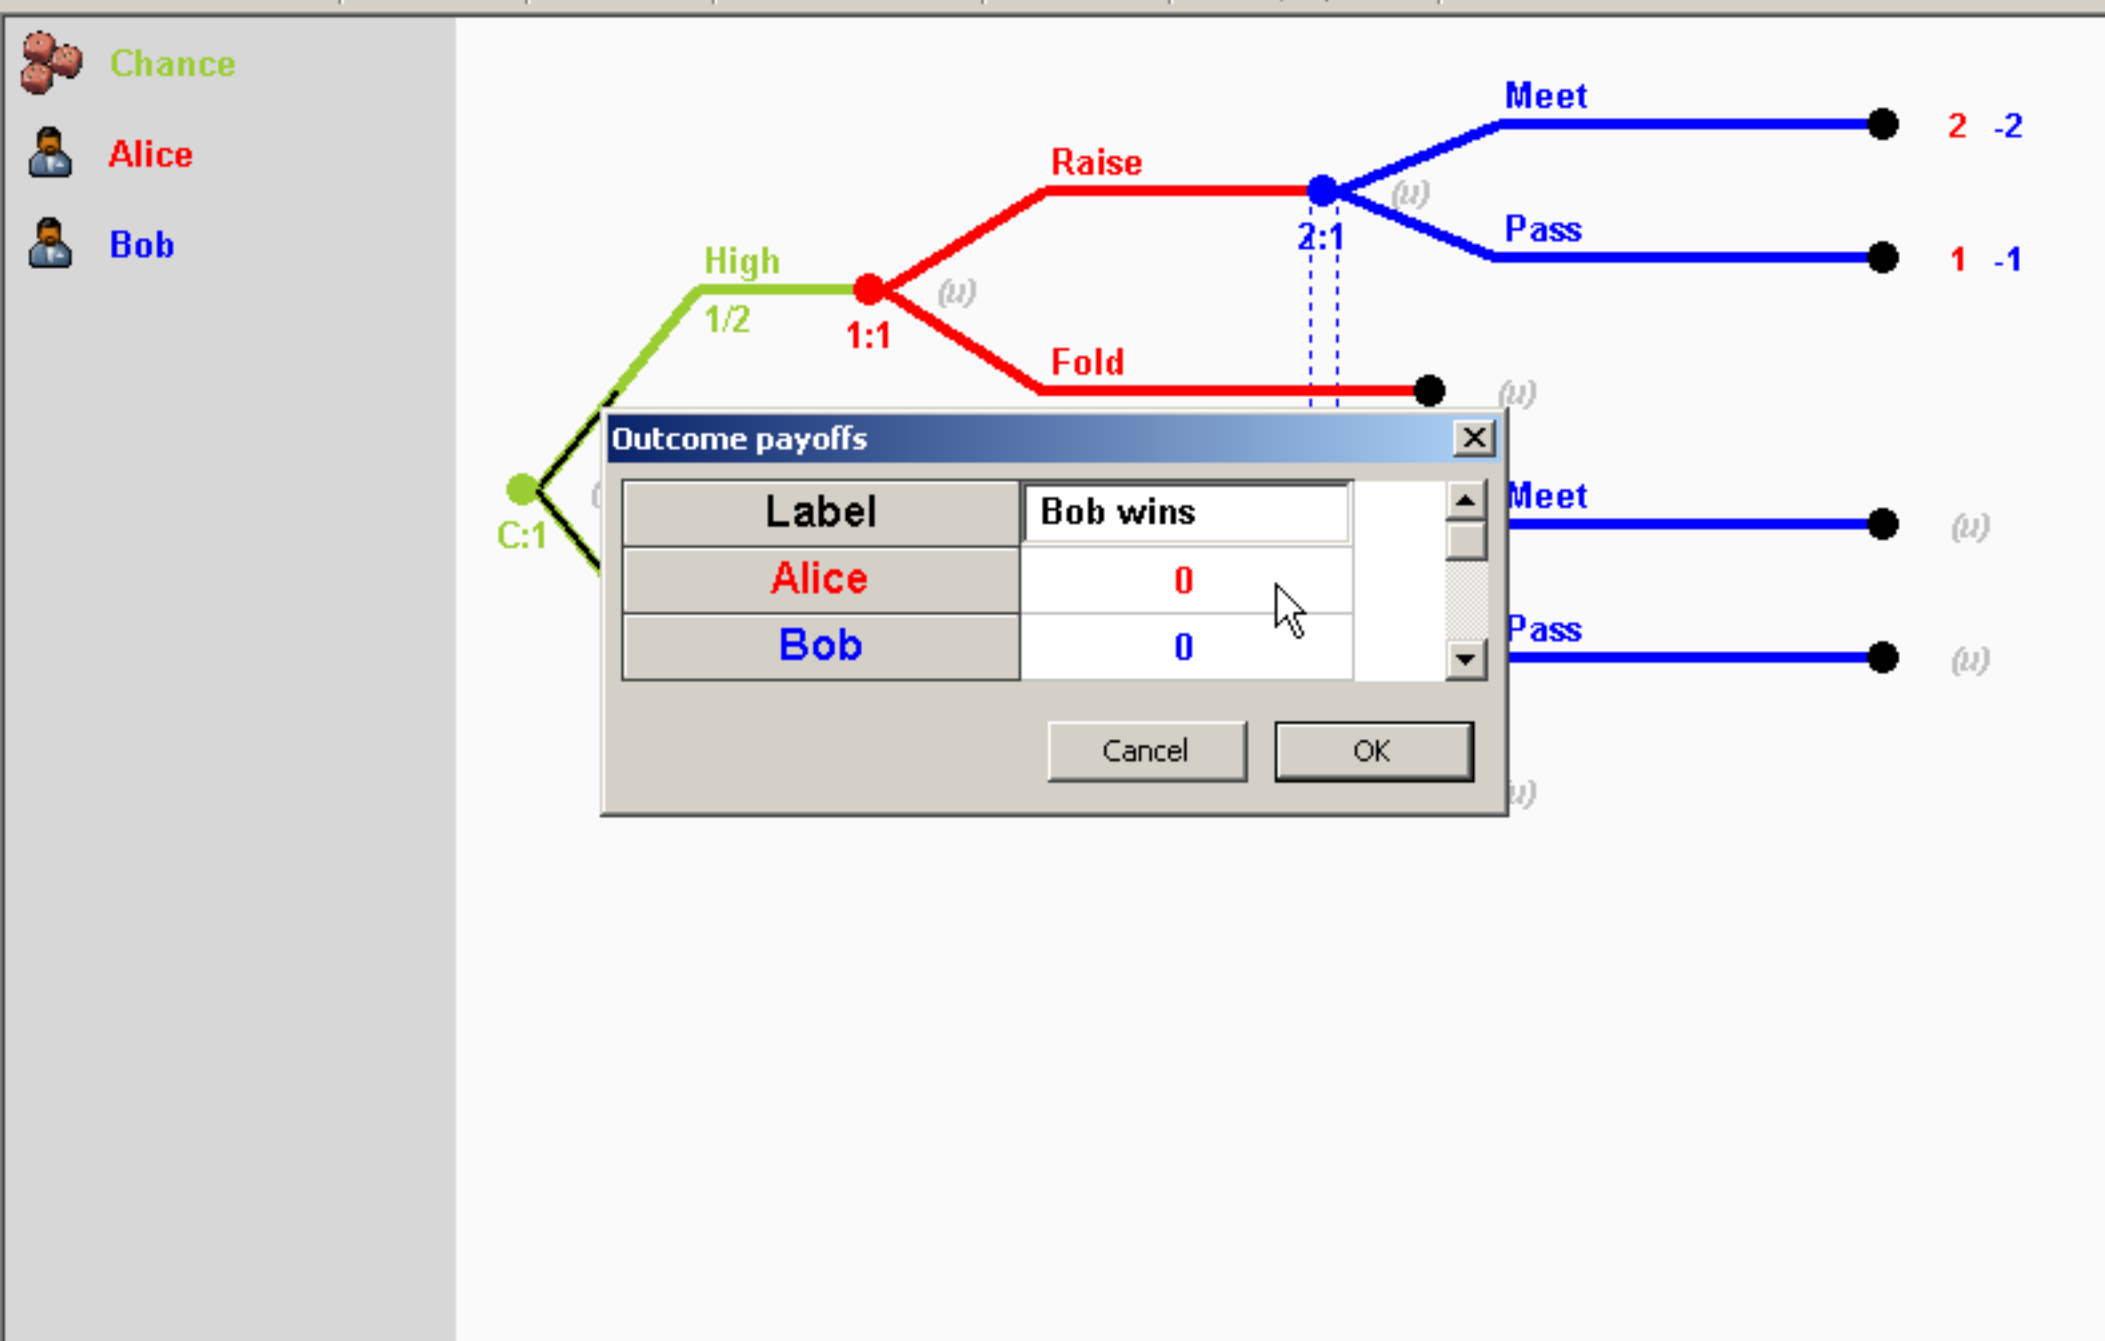 Chance
Alice
Bob
Meet
2 -2
Raise
(u)
2:1
Pass
1 -1
High
1/2
(u)
1:1
Fold
(u)
C:1
Outcome payoffs
Label Bob wins
Alice 0
Bob 0
Cancel OK
Meet
(u)
Pass
(u)
u)